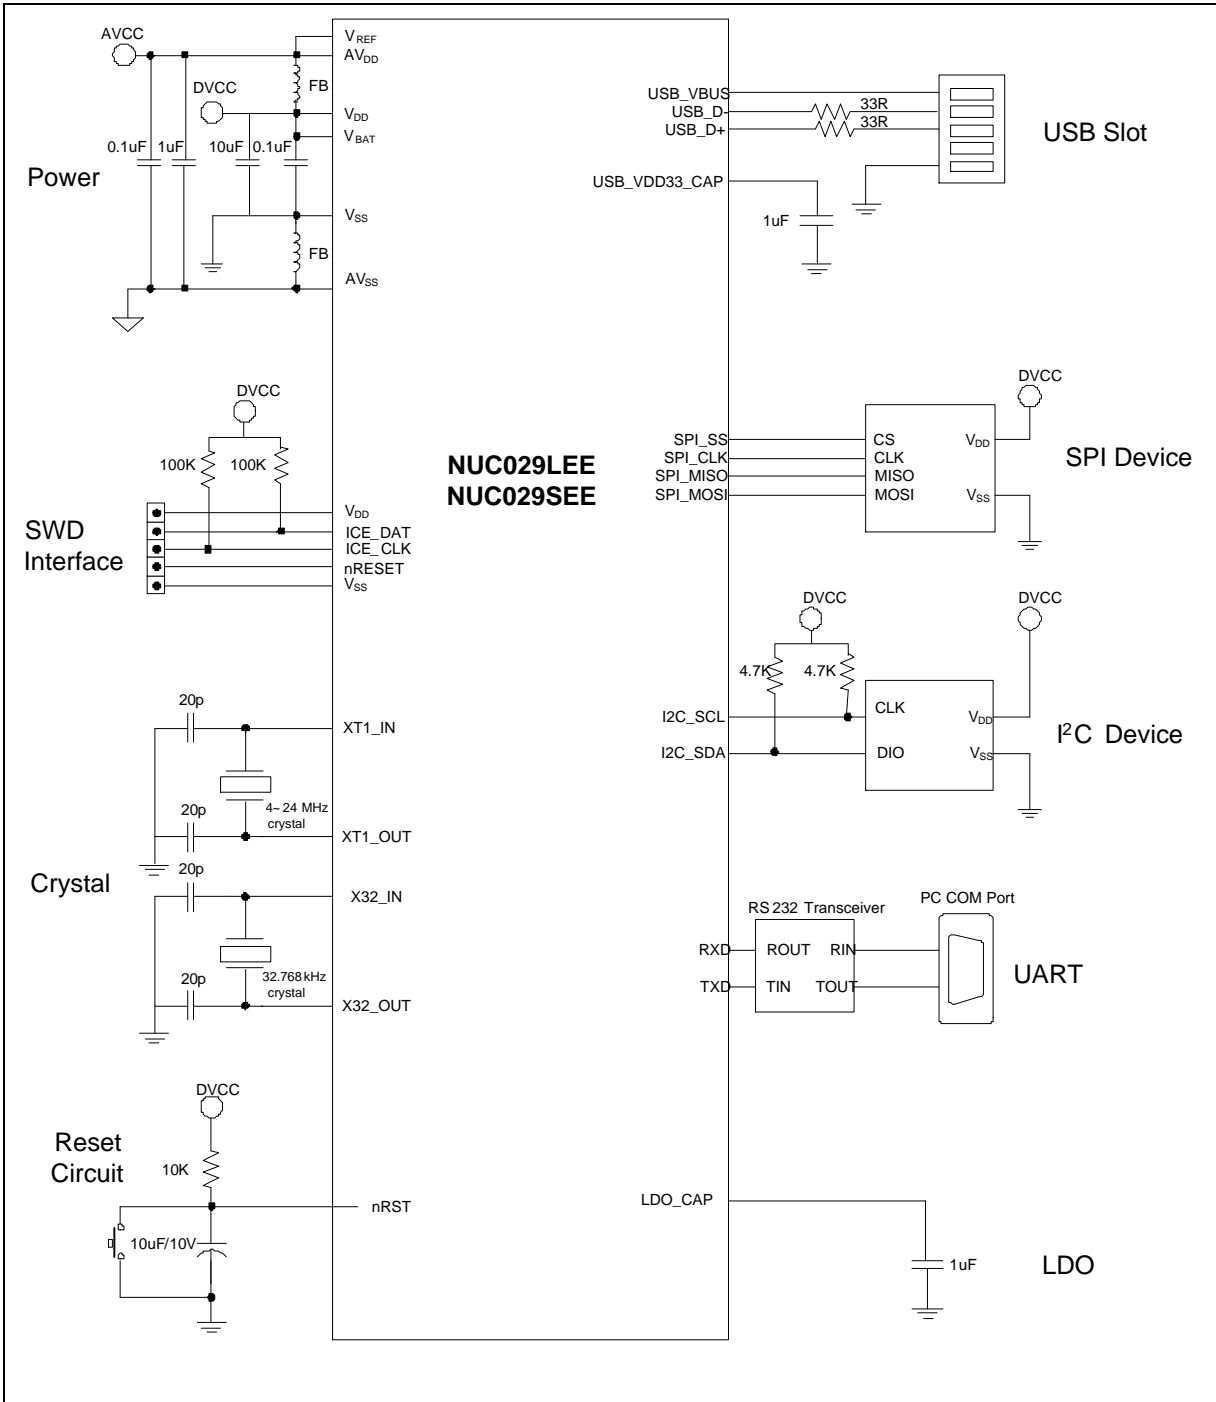 AVCC
VREF
AVDD
FB
DVCC
VDD
VBAT
0.1uF
1uF
10uF
0.1uF
Power
VSS
FB
AVSS
USB_VBUS
USB_D-
33R
USB_D+
33R
USB Slot
USB_VDD33_CAP
1uF
DVCC
100K
100K
SWD
Interface
VDD
ICE_DAT
ICE_CLK
nRESET
VSS
NUC029LEE
NUC029SEE
DVCC
SPI_SS
CS
VDD
SPI_CLK
CLK
SPI_MISO
MISO
SPI_MOSI
MOSI
VSS
SPI Device
DVCC
DVCC
4.7K
4.7K
I2C_SCL
CLK
VDD
I2C_SDA
DIO
VSS
I²C Device
20p
XT1_IN
4~24 MHz
crystal
20p
XT1_OUT
Crystal
20p
X32_IN
32.768kHz
crystal
20p
X32_OUT
RS232 Transceiver
PC COM Port
RXD
ROUT
RIN
TXD
TIN
TOUT
UART
DVCC
Reset
Circuit
10K
nRST
10uF/10V
LDO_CAP
1uF
LDO